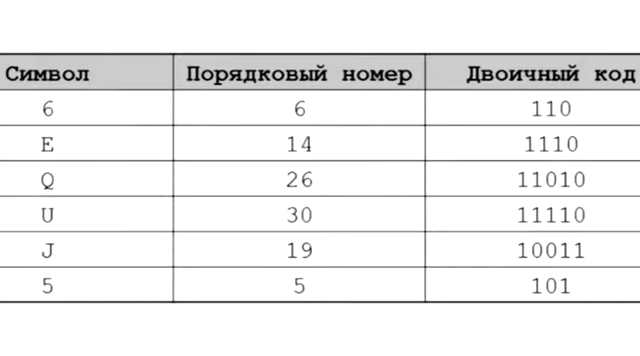 Символ Порядковый номер Двоичный код
6 6 110
E 14 1110
Q 26 11010
U 30 11110
J 19 10011
5 5 101